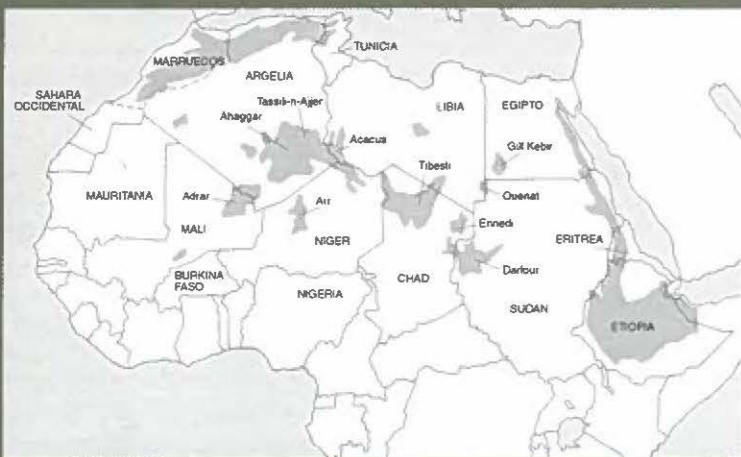 TUNICIA
MARRUECOS
ARGELIA
SAHARA
OCCIDENTAL
Tassili-n-Ajjer
LIBIA
EGIPTO
Ahaggar
Acacus
Gilf Kebir
Tibesti
MAURITANIA
Adrar
Air
Ouenat
Ennedi
MALI
NIGER
ERITREA
BURKINA
FASO
CHAD
Darfour
NIGERIA
SUDAN
ETIOPIA